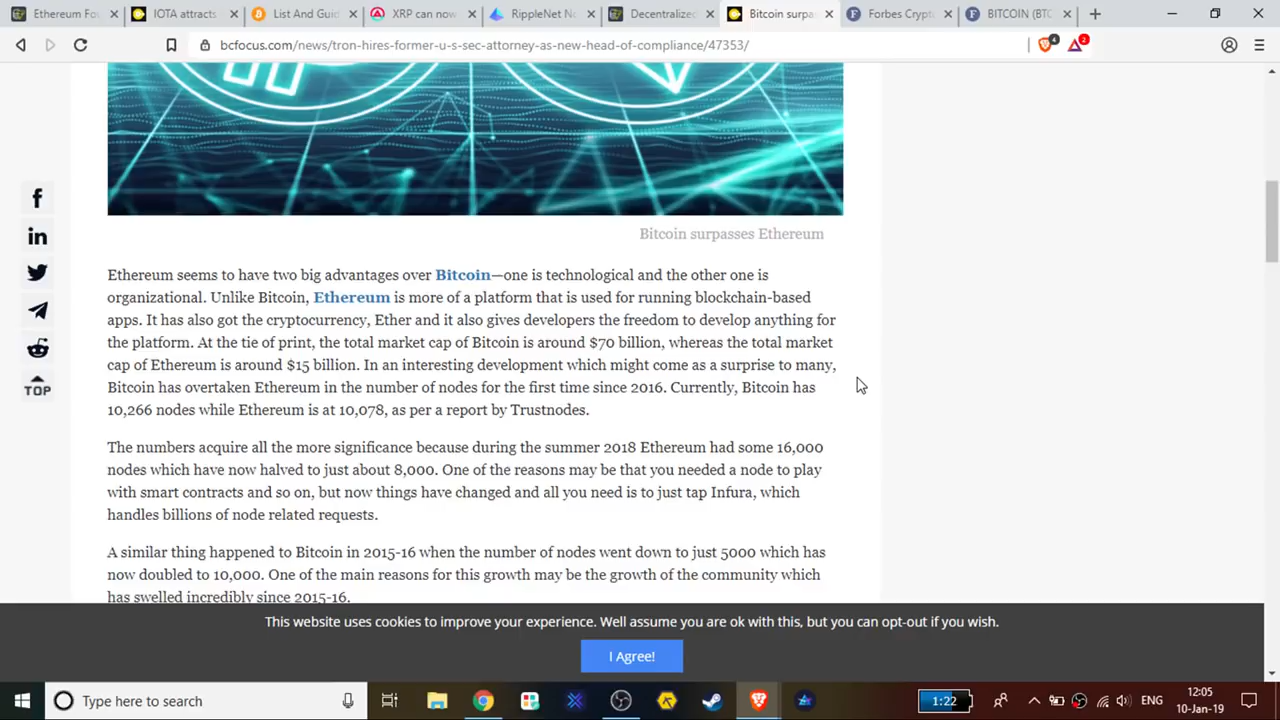 Ethereum Fo
IOTA attracts
List And Guid
XRP can now
RippleNet No
Decentralize
Bitcoin surpa
Forbes Crypt
BITCOIN (BTC
bcfocus.com/news/tron-hires-former-u-s-sec-attorney-as-new-head-of-compliance/47353/
4
2
Bitcoin surpasses Ethereum
Ethereum seems to have two big advantages over Bitcoin—one is technological and the other one is
organizational. Unlike Bitcoin, Ethereum is more of a platform that is used for running blockchain-based
apps. It has also got the cryptocurrency, Ether and it also gives developers the freedom to develop anything for
the platform. At the tie of print, the total market cap of Bitcoin is around $70 billion, whereas the total market
cap of Ethereum is around $15 billion. In an interesting development which might come as a surprise to many,
Bitcoin has overtaken Ethereum in the number of nodes for the first time since 2016. Currently, Bitcoin has
10,266 nodes while Ethereum is at 10,078, as per a report by Trustnodes.
TOP
The numbers acquire all the more significance because during the summer 2018 Ethereum had some 16,000
nodes which have now halved to just about 8,000. One of the reasons may be that you needed a node to play
with smart contracts and so on, but now things have changed and all you need is to just tap Infura, which
handles billions of node related requests.
A similar thing happened to Bitcoin in 2015-16 when the number of nodes went down to just 5000 which has
now doubled to 10,000. One of the main reasons for this growth may be the growth of the community which
has swelled incredibly since 2015-16.
This website uses cookies to improve your experience. Well assume you are ok with this, but you can opt-out if you wish.
I Agree!
Type here to search
1:22
ENG
12:05
10-Jan-19